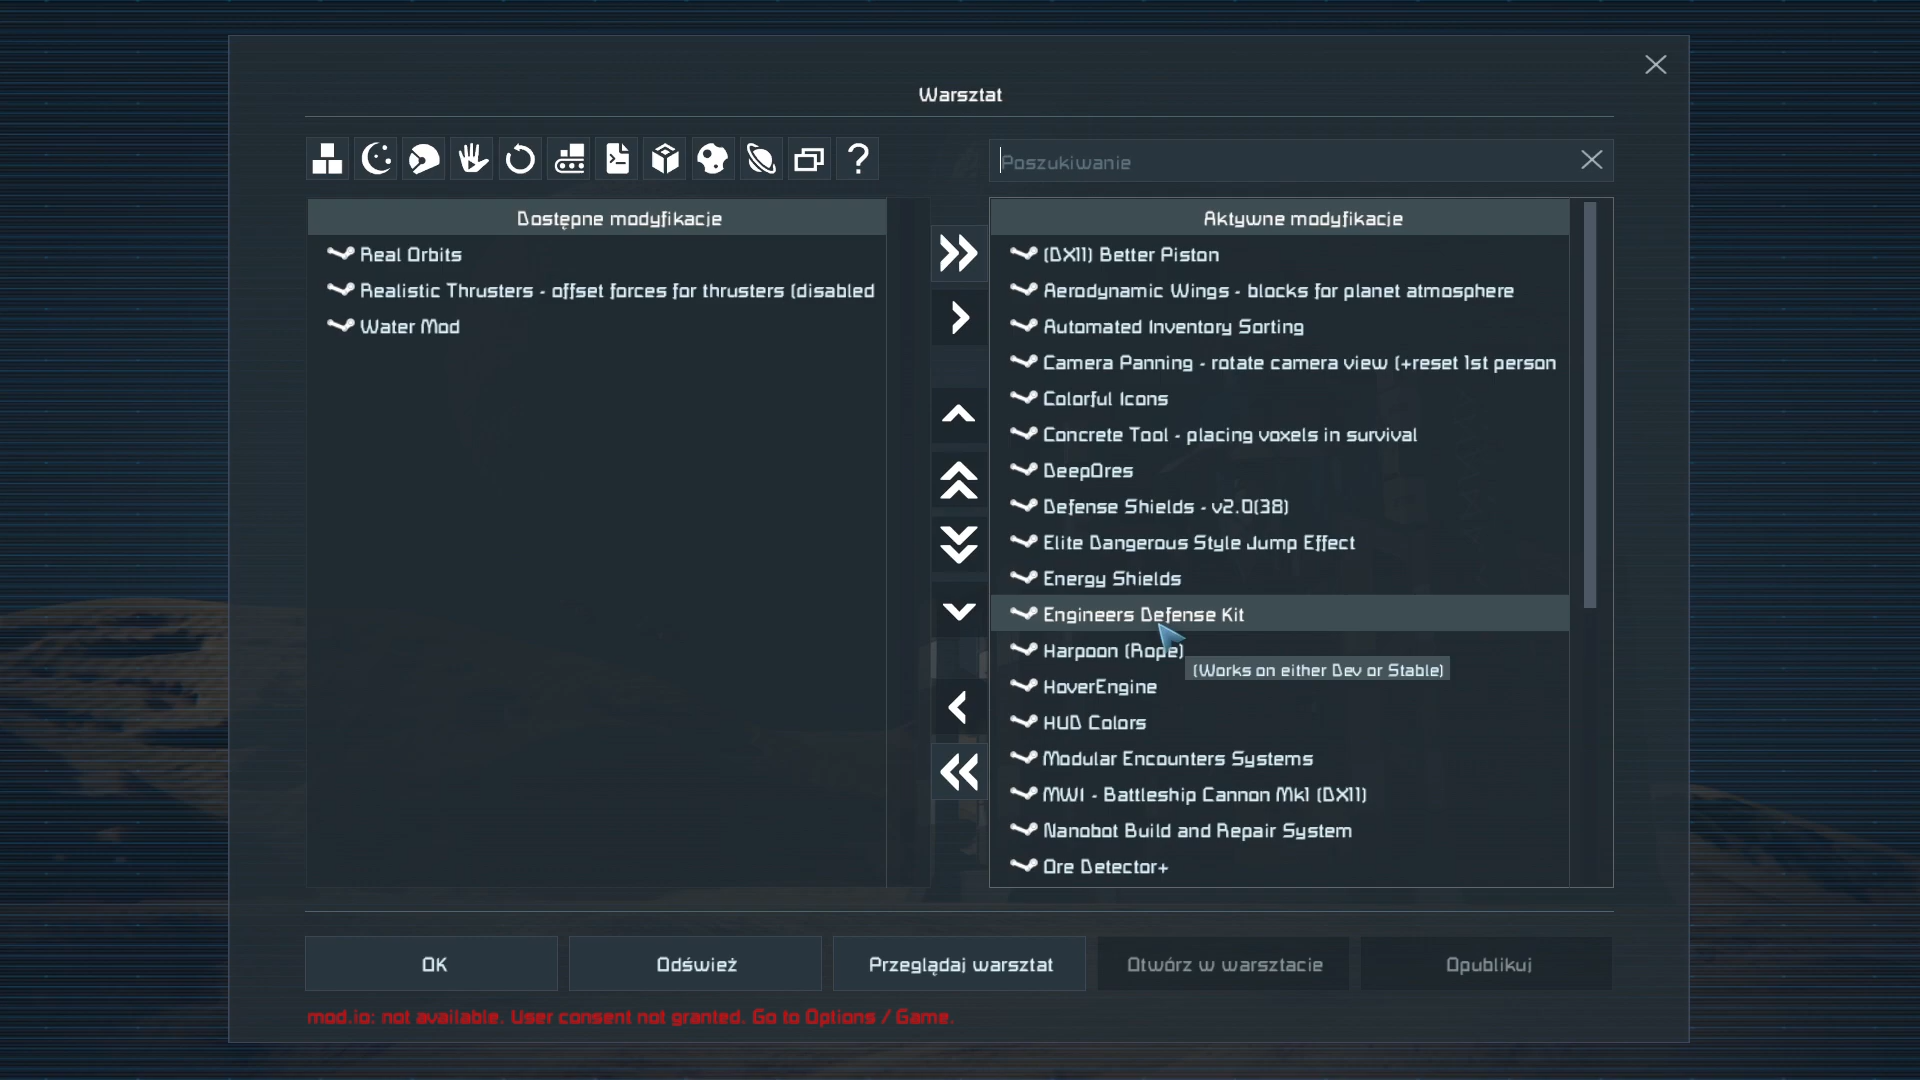 Warsztat
Poszukiwanie
Dostępne modyfikacje
Real Orbits
Realistic Thrusters - offset forces for thrusters (disabled
Water Mod
Aktywne modyfikacje
(DX11) Better Piston
Aerodynamic Wings - blocks for planet atmosphere
Automated Inventory Sorting
Camera Panning - rotate camera view (+reset 1st person
Colorful Icons
Concrete Tool - placing voxels in survival
DeepOres
Defense Shields - v2.0(38)
Elite Dangerous Style Jump Effect
Energy Shields
Engineers Defense Kit
Harpoon (Rope)
(Works on either Dev or Stable)
HoverEngine
HUD Colors
Modular Encounters Systems
MWI - Battleship Cannon Mk1 (DX11)
Nanobot Build and Repair System
Ore Detector+
OK
Odśwież
Przeglądaj warsztat
Otwórz w warsztacie
Opublikuj
mod.io: not available. User consent not granted. Go to Options / Game.